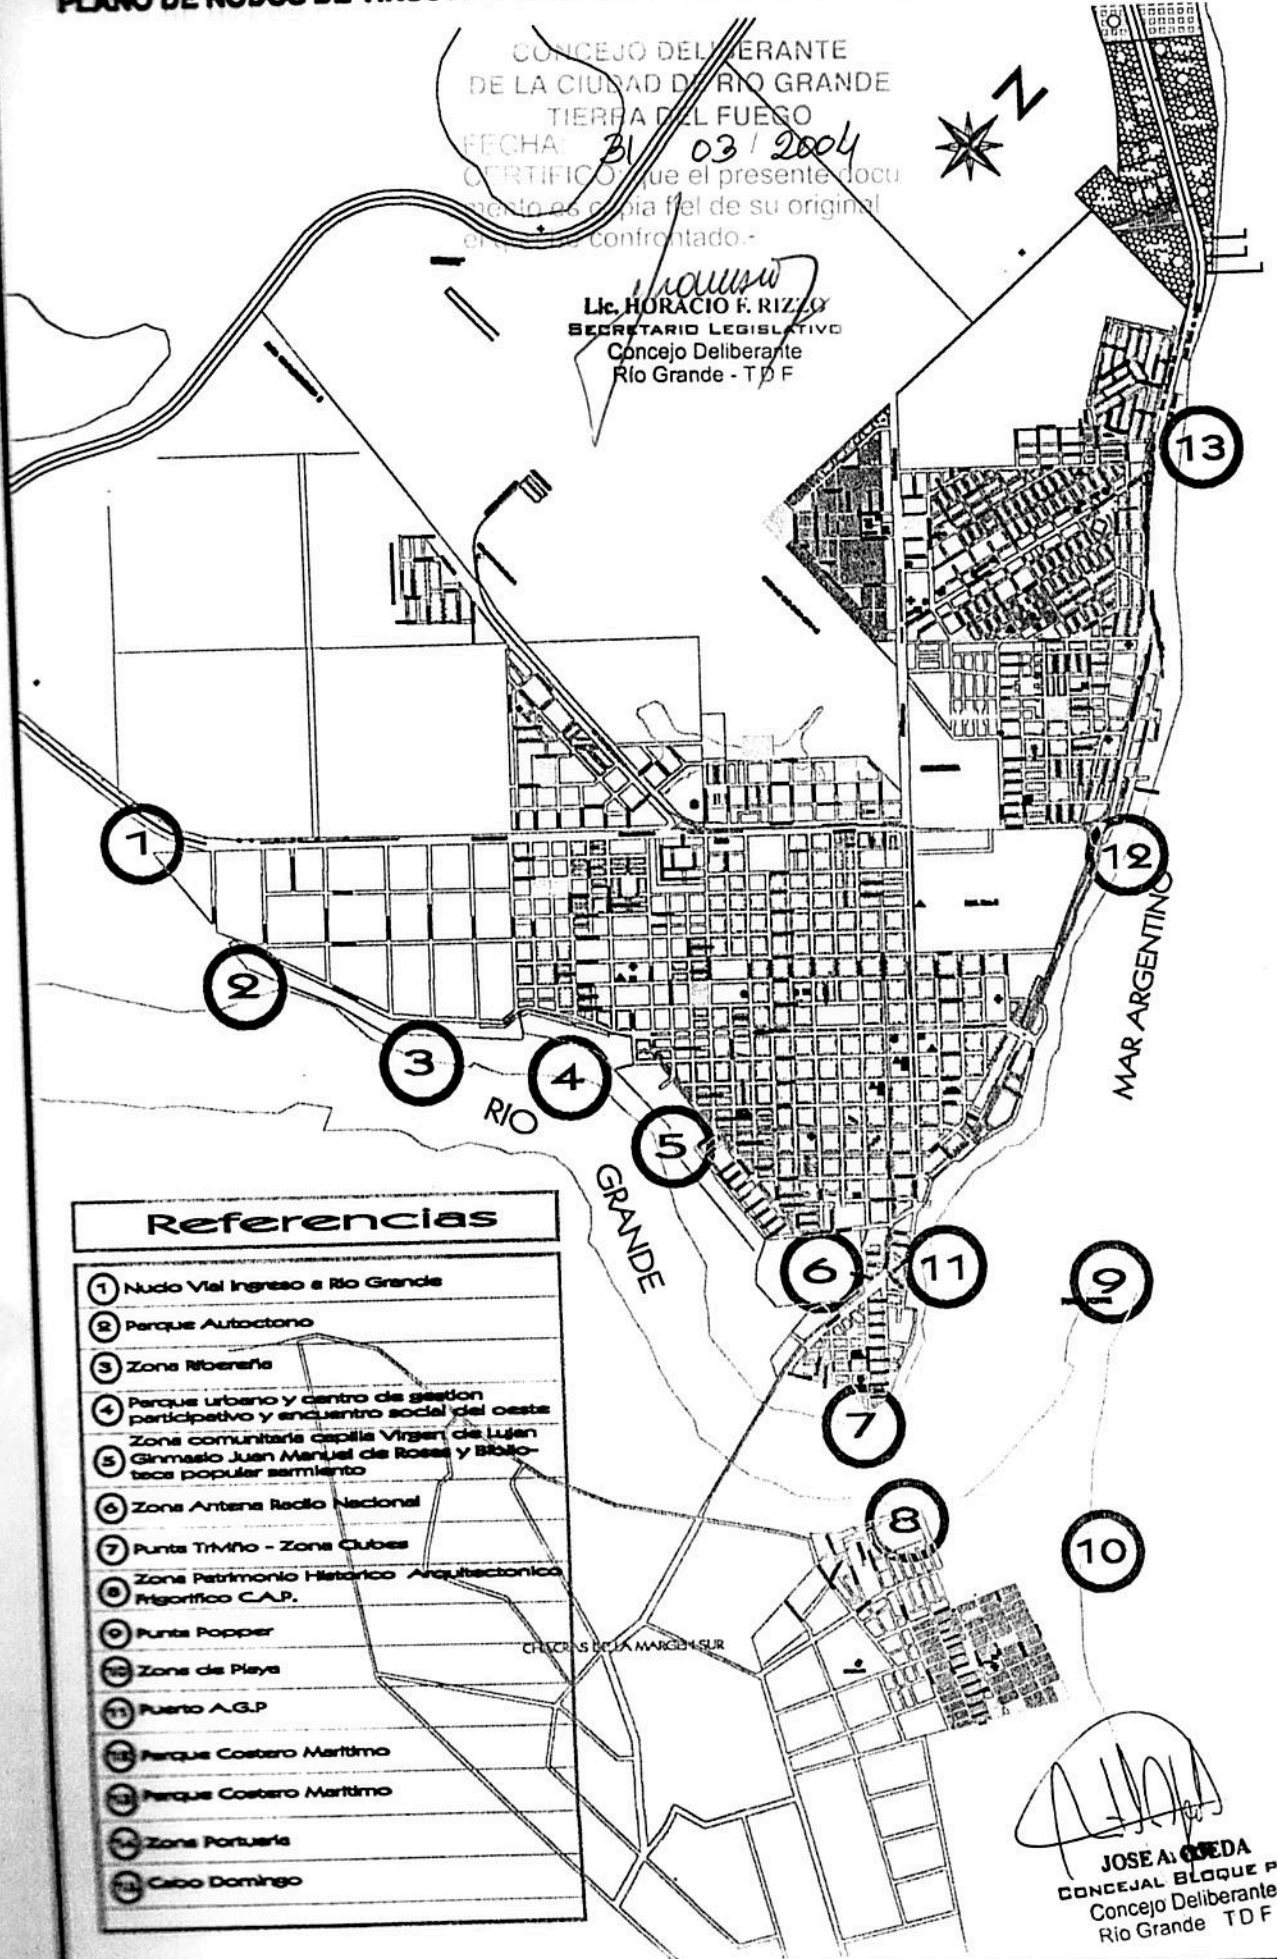 PLANO DE NODOS DE
CONCEJO DELIBERANTE
DE LA CIUDAD DE RIO GRANDE
TIERRA DEL FUEGO
FECHA: 31 03 / 2004
CERTIFICO: que el presente docu
mento es copia fiel de su original
confrontado.-
Lic. HORACIO F. RIZZO
SECRETARIO LEGISLATIVO
Concejo Deliberante
Río Grande - TDF
N
13
1
12
2
MAR ARGENTINO
3
4
RIO
5
GRANDE
6
11
9
7
8
10
CHACRAS DE LA MARGEN SUR
Referencias
1 Nudo Vial Ingreso a Rio Grande
2 Parque Autoctono
3 Zona Ribereña
4 Parque urbano y centro de gestion
participativo y encuentro social del oeste
5 Zona comunitaria capilla Virgen de Lujan
Ginmasio Juan Manuel de Rosas y Biblio-
teca popular sarmiento
6 Zona Antena Radio Nacional
7 Punta Triviño - Zona Clubes
8 Zona Patrimonio Historico Arquitectonico
Frigorifico C.A.P.
9 Punta Popper
10 Zona de Playa
11 Puerto A.G.P
12 Parque Costero Maritimo
13 Parque Costero Maritimo
14 Zona Portuaria
15 Cabo Domingo
JOSE A. OJEDA
CONCEJAL BLOQUE P
Concejo Deliberante
Rio Grande TDF